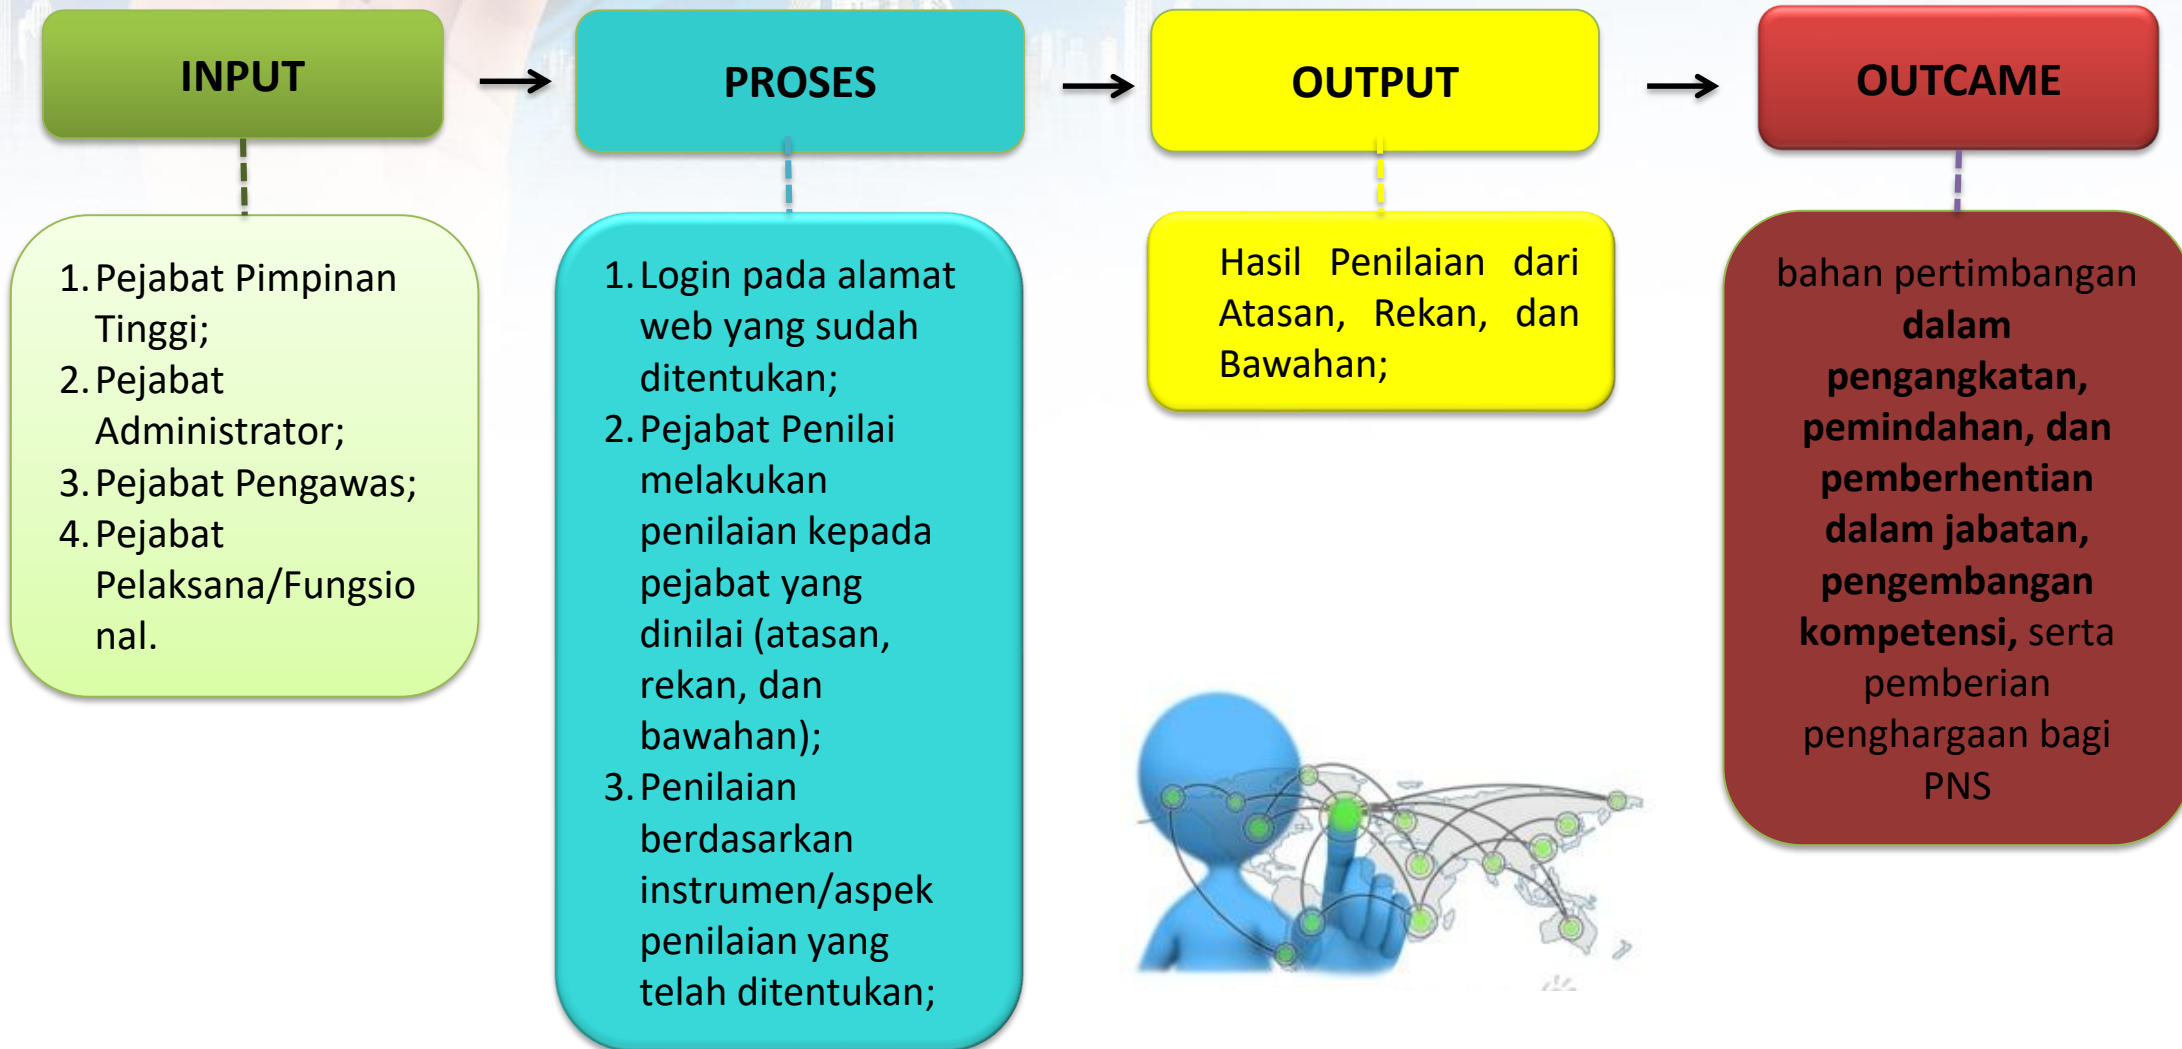 INPUT
PROSES
OUTPUT
OUTCAME
1. Pejabat Pimpinan
Tinggi;
2. Pejabat
Administrator;
3. Pejabat Pengawas;
4. Pejabat
Pelaksana/Fungsio
nal.
1. Login pada alamat
web yang sudah
ditentukan;
2. Pejabat Penilai
melakukan
penilaian kepada
pejabat yang
dinilai (atasan,
rekan, dan
bawahan);
3. Penilaian
berdasarkan
instrumen/aspek
penilaian yang
telah ditentukan;
Hasil Penilaian dari
Atasan, Rekan, dan
Bawahan;
bahan pertimbangan
dalam
pengangkatan,
pemindahan, dan
pemberhentian
dalam jabatan,
pengembangan
kompetensi, serta
pemberian
penghargaan bagi
PNS